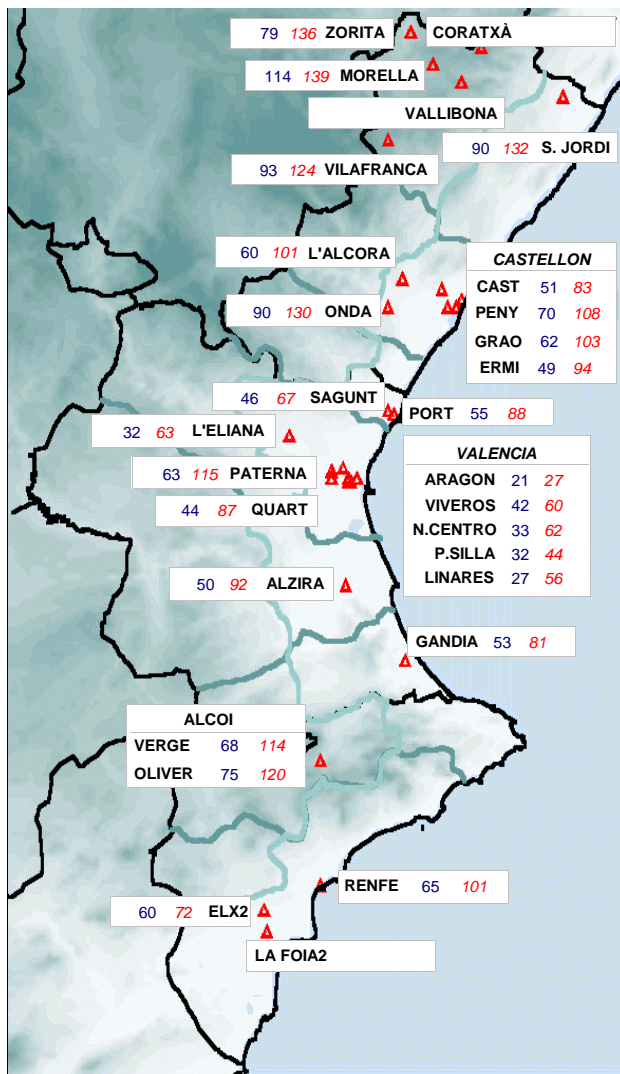 79 136 ZORITA
CORATXÀ
114 139 MORELLA
VALLIBONA
90 132 S. JORDI
93 124 VILAFRANCA
60 101 L'ALCORA
90 130 ONDA
CASTELLON
CAST 51 83
PENY 70 108
GRAO 62 103
ERMI 49 94
46 67 SAGUNT
PORT 55 88
32 63 L'ELIANA
63 115 PATERNA
44 87 QUART
VALENCIA
ARAGON 21 27
VIVEROS 42 60
N.CENTRO 33 62
P.SILLA 32 44
LINARES 27 56
50 92 ALZIRA
GANDIA 53 81
ALCOI
VERGE 68 114
OLIVER 75 120
RENFE 65 101
60 72 ELX2
LA FOIA2